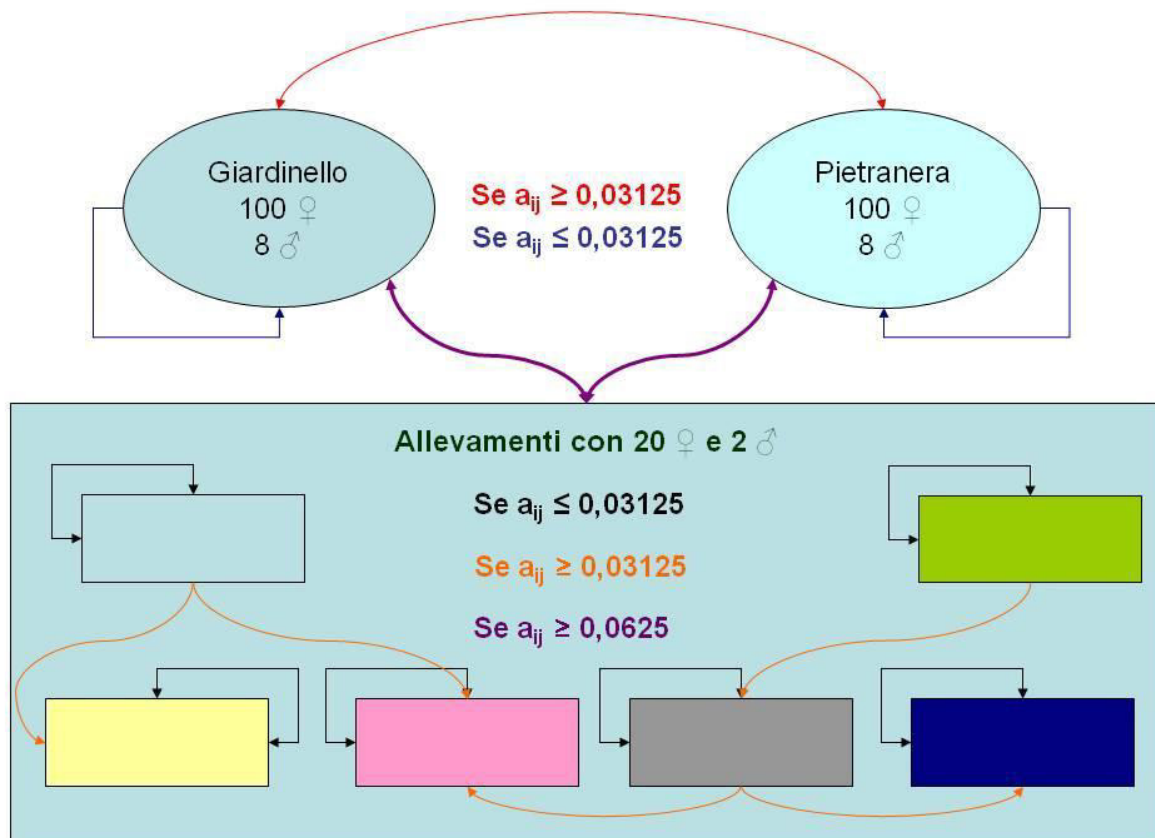 Giardinello
100 ♀
8 ♂
Se aij ≥ 0,03125
Se aij ≤ 0,03125
Pietranera
100 ♀
8 ♂
Allevamenti con 20 ♀ e 2 ♂
Se aij ≤ 0,03125
Se aij ≥ 0,03125
Se aij ≥ 0,0625